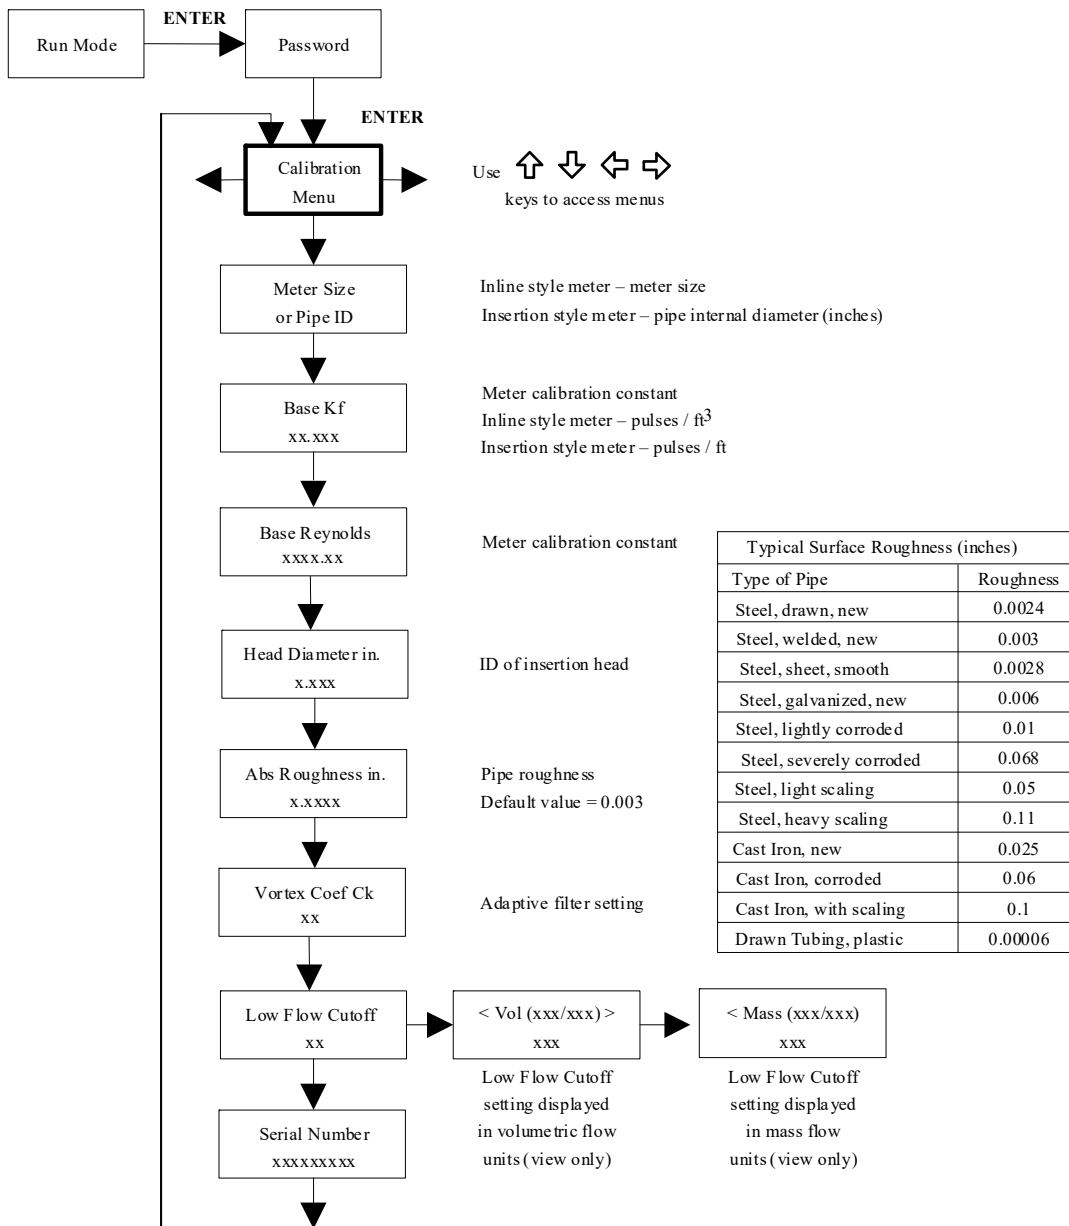 ENTER
Run Mode
Password
ENTER
Calibration
Menu
Use
keys to access menus
Meter Size
or Pipe ID
Inline style meter – meter size
Insertion style meter – pipe internal diameter (inches)
Base Kf
xx.xxx
Meter calibration constant
Inline style meter – pulses / ft3
Insertion style meter – pulses / ft
Base Reynolds
xxxx.xx
Meter calibration constant
Head Diameter in.
x.xxx
ID of insertion head
Abs Roughness in.
x.xxxx
Pipe roughness
Default value = 0.003
Vortex Coef Ck
xx
Adaptive filter setting
Typical Surface Roughness (inches)
Type of Pipe Roughness
Steel, drawn, new 0.0024
Steel, welded, new 0.003
Steel, sheet, smooth 0.0028
Steel, galvanized, new 0.006
Steel, lightly corroded 0.01
Steel, severely corroded 0.068
Steel, light scaling 0.05
Steel, heavy scaling 0.11
Cast Iron, new 0.025
Cast Iron, corroded 0.06
Cast Iron, with scaling 0.1
Drawn Tubing, plastic 0.00006
Low Flow Cutoff
xx
< Vol (xxx/xxx) >
xxx
< Mass (xxx/xxx)
xxx
Low Flow Cutoff
setting displayed
in volumetric flow
units (view only)
Low Flow Cutoff
setting displayed
in mass flow
units (view only)
Serial Number
xxxxxxxxx